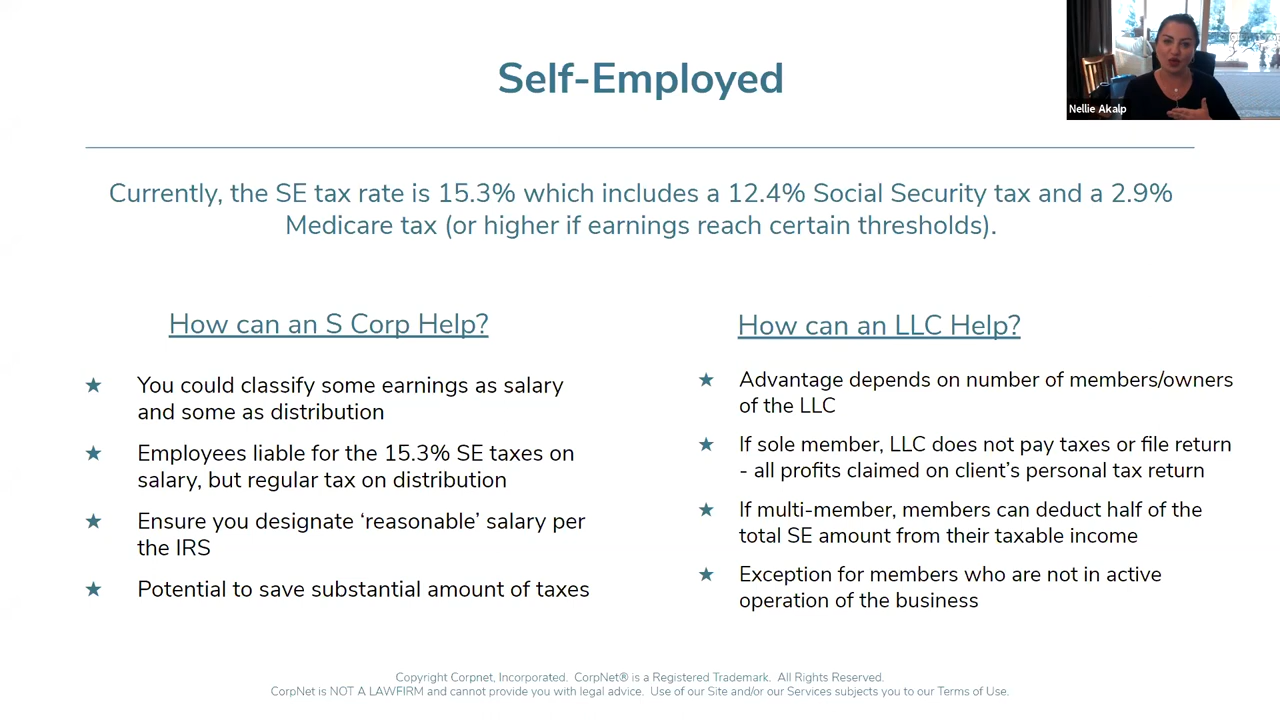 Self-Employed
Nellie Akalp
Currently, the SE tax rate is 15.3% which includes a 12.4% Social Security tax and a 2.9%
Medicare tax (or higher if earnings reach certain thresholds).
How can an S Corp Help?
★ You could classify some earnings as salary
and some as distribution
★ Employees liable for the 15.3% SE taxes on
salary, but regular tax on distribution
★ Ensure you designate ‘reasonable’ salary per
the IRS
★ Potential to save substantial amount of taxes
How can an LLC Help?
★ Advantage depends on number of members/owners
of the LLC
★ If sole member, LLC does not pay taxes or file return
- all profits claimed on client’s personal tax return
★ If multi-member, members can deduct half of the
total SE amount from their taxable income
★ Exception for members who are not in active
operation of the business
Copyright Corpnet, Incorporated. CorpNet® is a Registered Trademark. All Rights Reserved.
CorpNet is NOT A LAWFIRM and cannot provide you with legal advice. Use of our Site and/or our Services subjects you to our Terms of Use.